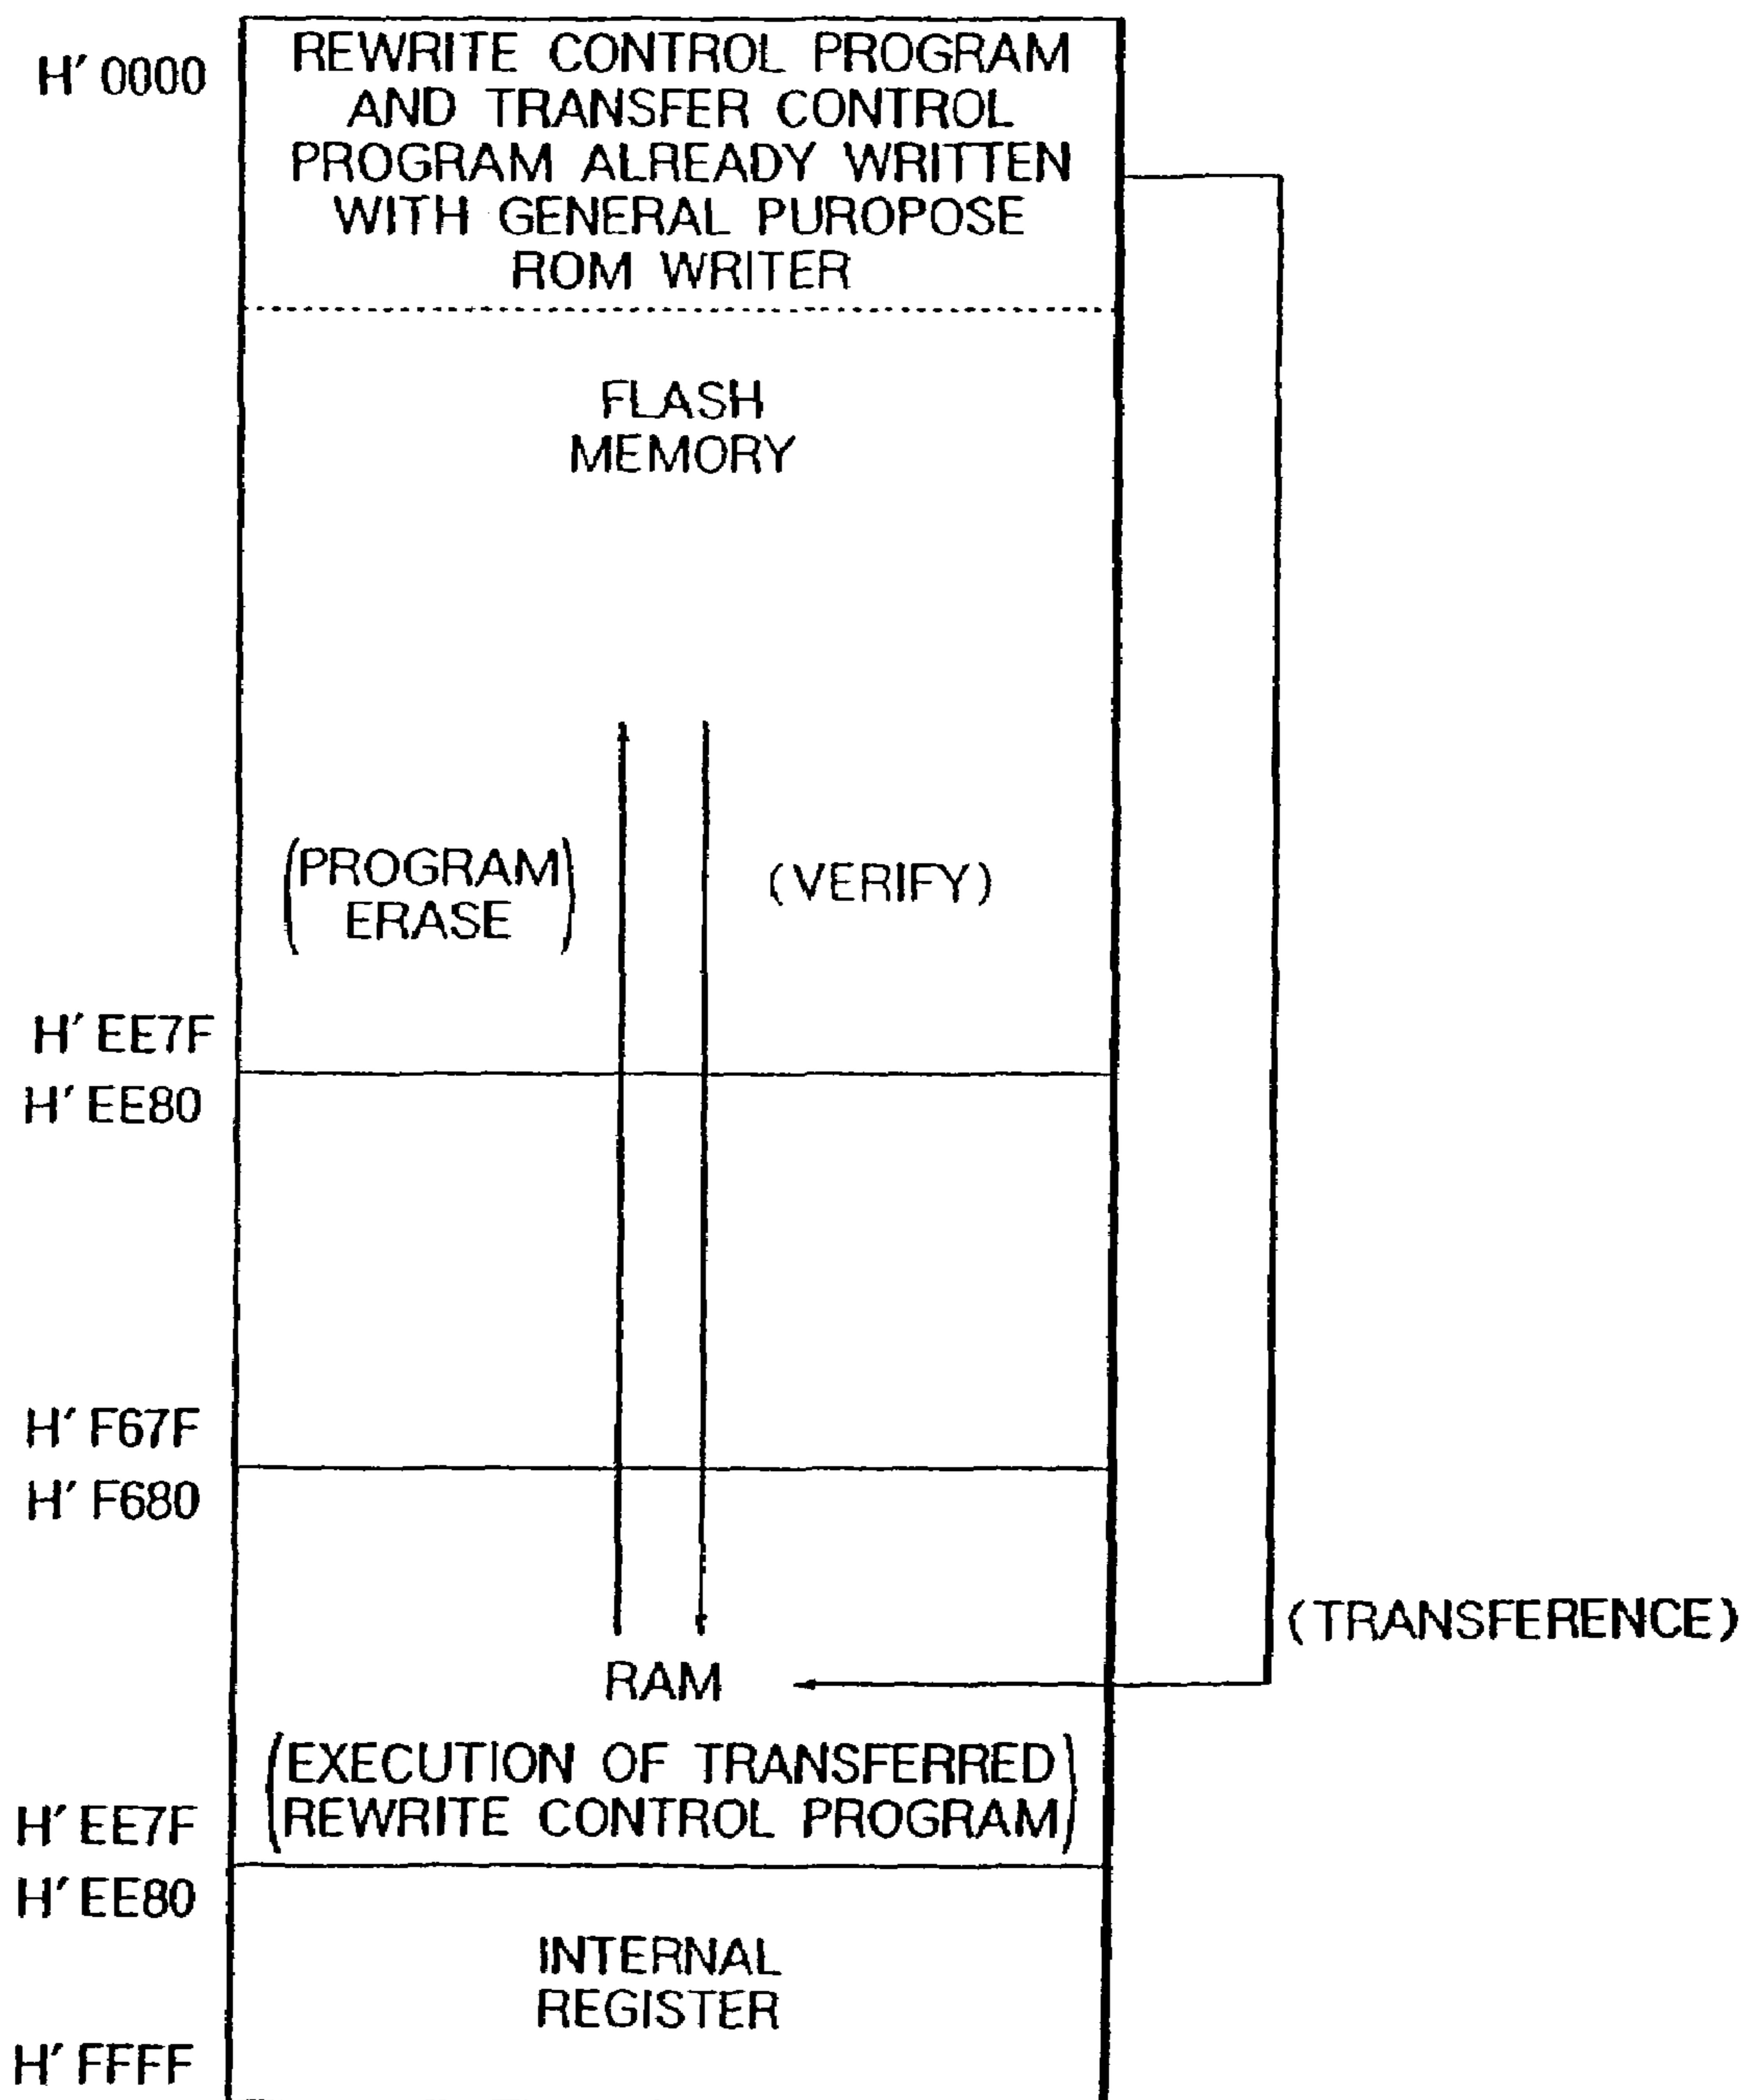 H' 0000
REWRITE CONTROL PROGRAM
AND TRANSFER CONTROL
PROGRAM ALREADY WRITTEN
WITH GENERAL PUROPOSE
ROM WRITER
FLASH
MEMORY
(PROGRAM
ERASE)
(VERIFY)
H' EE7F
H' EE80
H' F67F
H' F680
(TRANSFERENCE)
RAM
(EXECUTION OF TRANSFERRED
REWRITE CONTROL PROGRAM)
H' EE7F
H' EE80
INTERNAL
REGISTER
H' FFFF